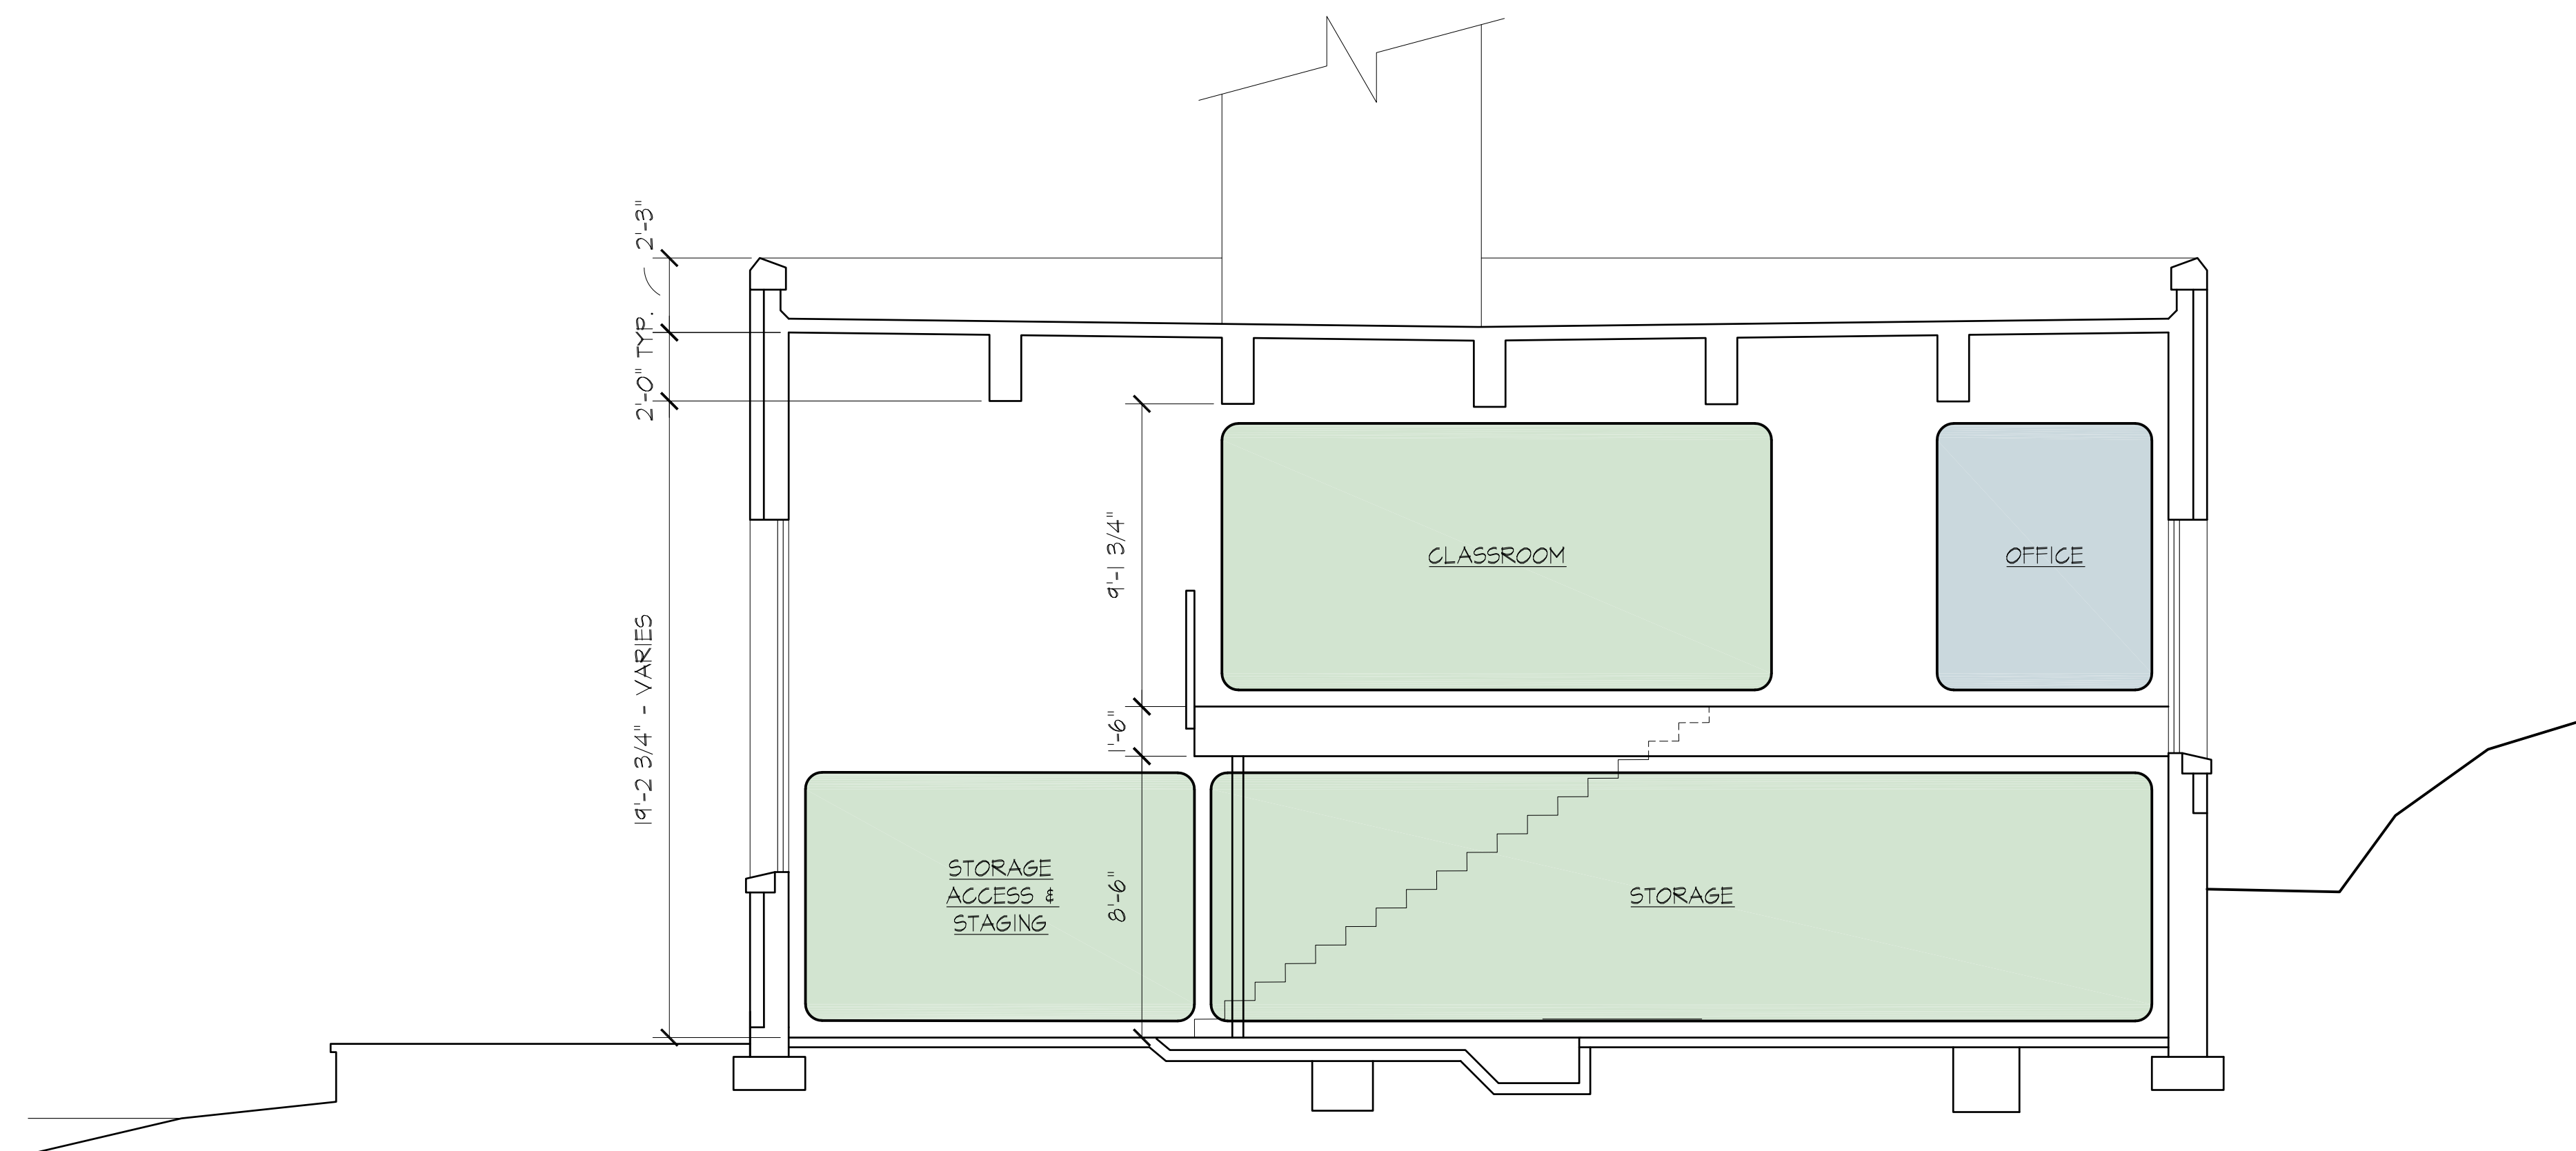 2'-3"
2'-0" TYP.
19'-2 3/4" - VARIES
9'-1 3/4"
1'-6"
8'-6"
CLASSROOM
OFFICE
STORAGE
ACCESS &
STAGING
STORAGE